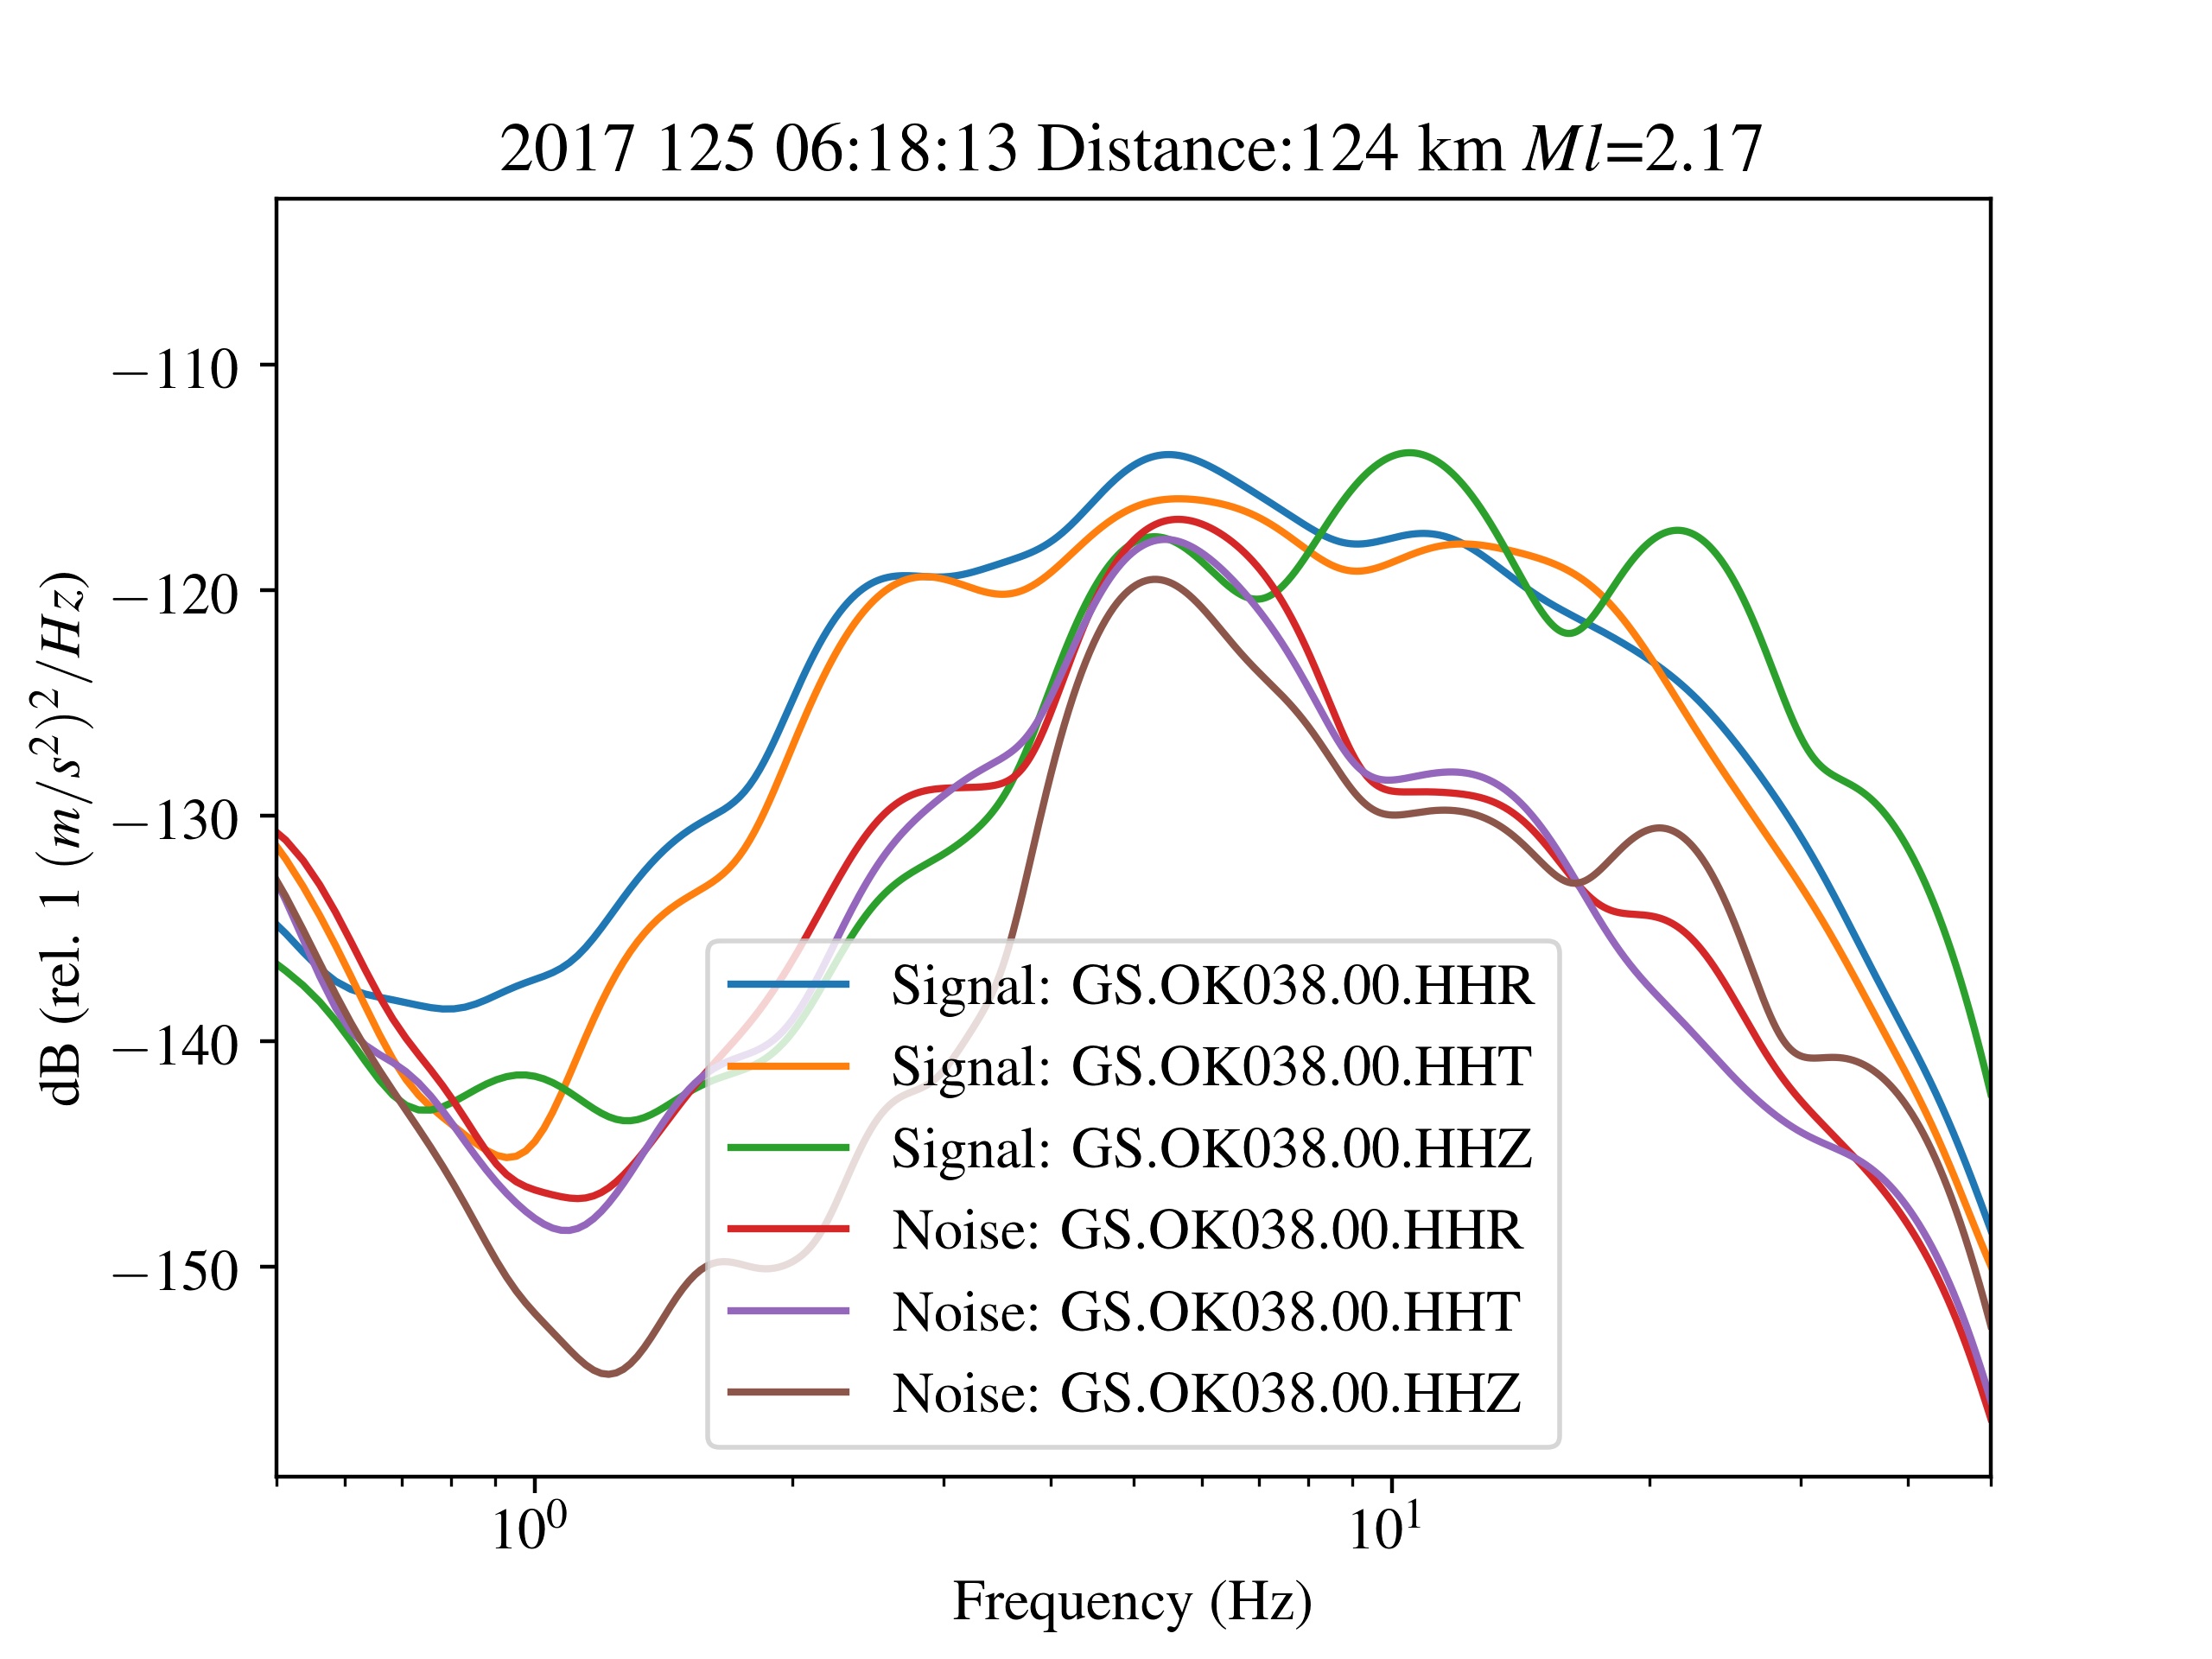 2017 125 06:18:13 Distance:124 km Ml=2.17
dB (rel. 1 (m/s²)²/Hz)
−110
−120
−130
−140
−150
Signal: GS.OK038.00.HHR
Signal: GS.OK038.00.HHT
Signal: GS.OK038.00.HHZ
Noise: GS.OK038.00.HHR
Noise: GS.OK038.00.HHT
Noise: GS.OK038.00.HHZ
10⁰ 10¹
Frequency (Hz)